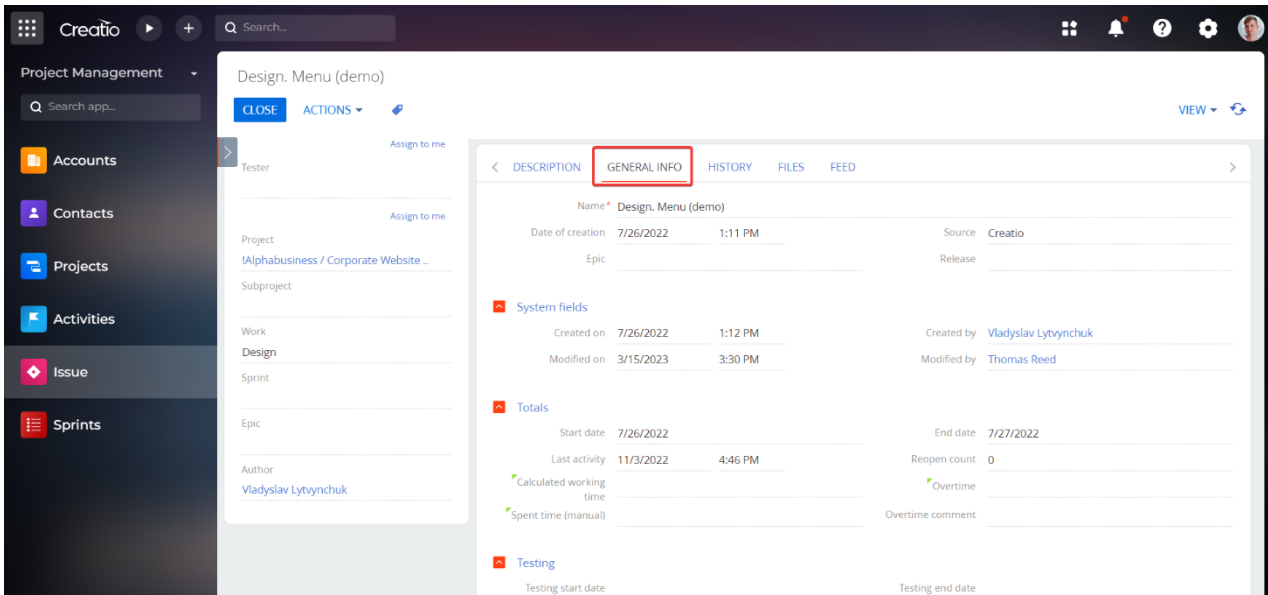 Creatio
Search...
Project Management
Search app...
Accounts
Contacts
Projects
Activities
Issue
Sprints
Design. Menu (demo)
CLOSE
ACTIONS
VIEW
Assign to me
Tester
Assign to me
Project
!Alphabusiness / Corporate Website ...
Subproject
Work
Design
Sprint
Epic
Author
Vladyslav Lytvynchuk
DESCRIPTION GENERAL INFO HISTORY FILES FEED
Name* Design. Menu (demo)
Date of creation 7/26/2022 1:11 PM Source Creatio
Epic Release
System fields
Created on 7/26/2022 1:12 PM Created by Vladyslav Lytvynchuk
Modified on 3/15/2023 3:30 PM Modified by Thomas Reed
Totals
Start date 7/26/2022 End date 7/27/2022
Last activity 11/3/2022 4:46 PM Reopen count 0
Calculated working
time
Overtime
Spent time (manual) Overtime comment
Testing
Testing start date Testing end date